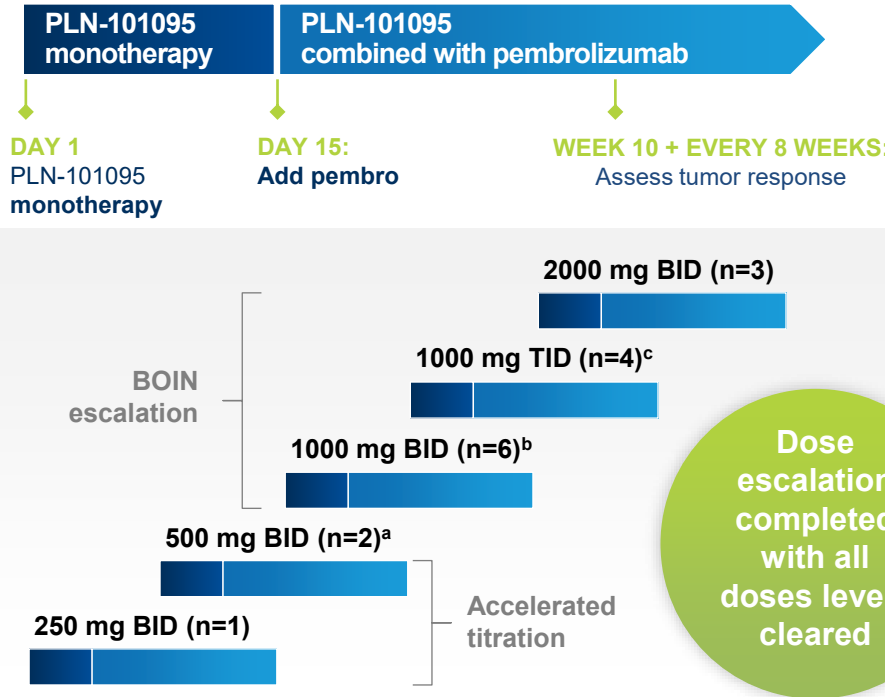 PLN-101095
monotherapy
PLN-101095
combined with pembrolizumab
DAY 1
PLN-101095
monotherapy
DAY 15:
Add pembro
WEEK 10 + EVERY 8 WEEKS:
Assess tumor response
2000 mg BID (n=3)
1000 mg TID (n=4)ᶜ
BOIN
escalation
1000 mg BID (n=6)ᵇ
500 mg BID (n=2)ᵃ
250 mg BID (n=1)
Accelerated
titration
Dose
escalation
completed
with all
doses leve
cleared